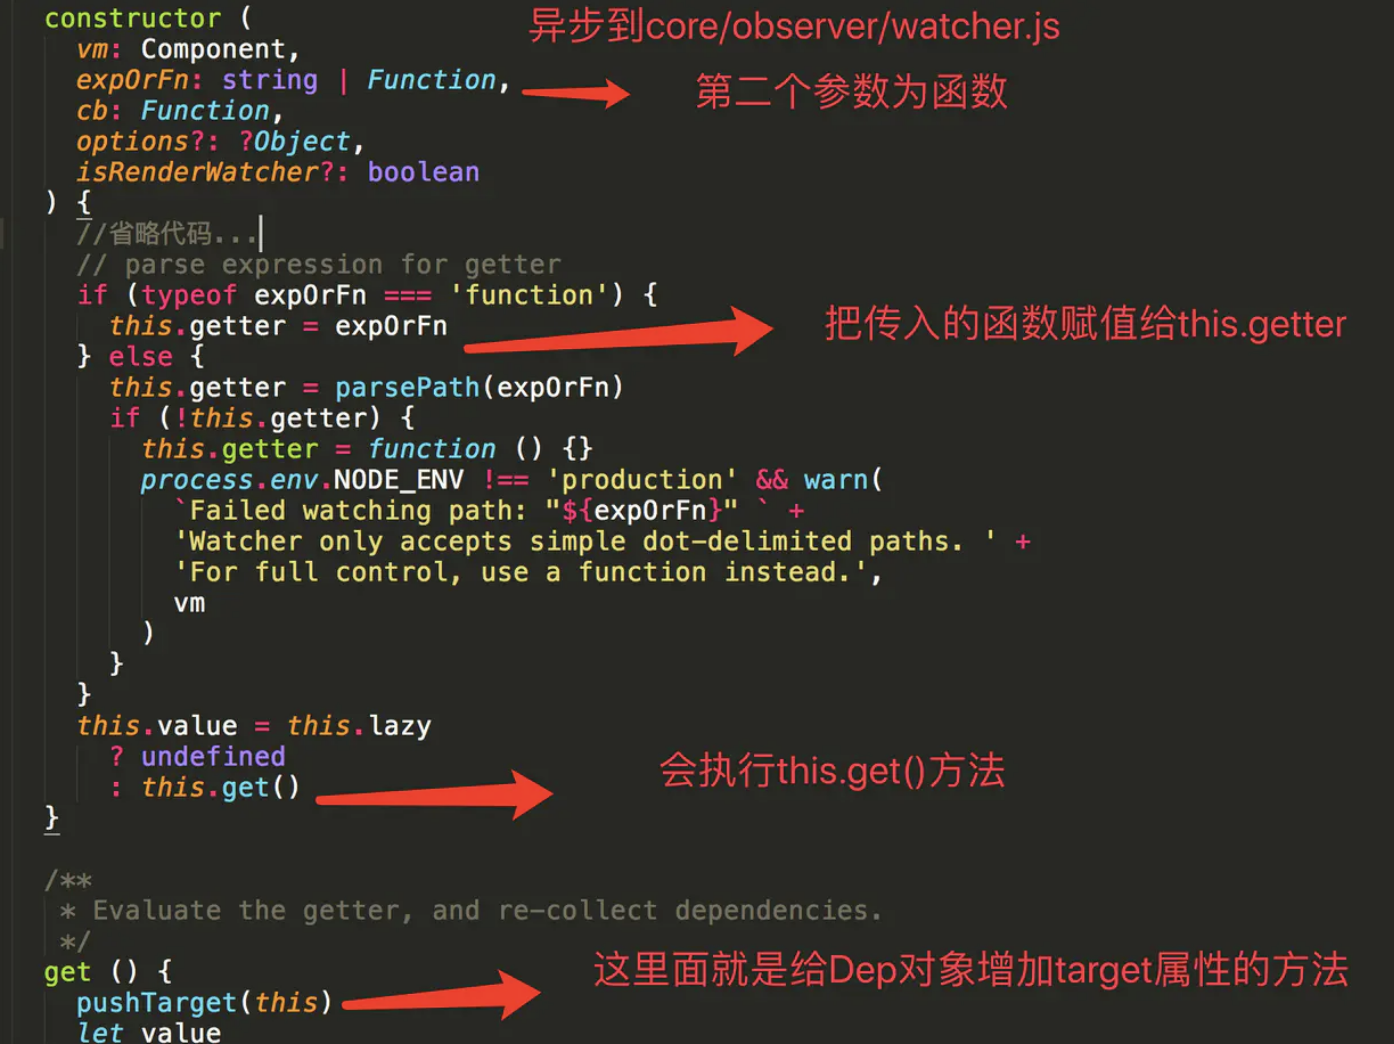 constructor (
异步到core/observer/watcher.js
vm: Component,
expOrFn: string | Function,
第二个参数为函数
cb: Function,
options?: ?Object,
isRenderWatcher?: boolean
) {
//省略代码...
// parse expression for getter
if (typeof expOrFn === 'function') {
this.getter = expOrFn
把传入的函数赋值给this.getter
} else {
this.getter = parsePath(expOrFn)
if (!this.getter) {
this.getter = function () {}
process.env.NODE_ENV !== 'production' && warn(
`Failed watching path: "${expOrFn}" ` +
'Watcher only accepts simple dot-delimited paths. ' +
'For full control, use a function instead.',
vm
)
}
}
this.value = this.lazy
? undefined
会执行this.get()方法
: this.get()
}
/**
* Evaluate the getter, and re-collect dependencies.
*/
get () {
这里面就是给Dep对象增加target属性的方法
pushTarget(this)
let value